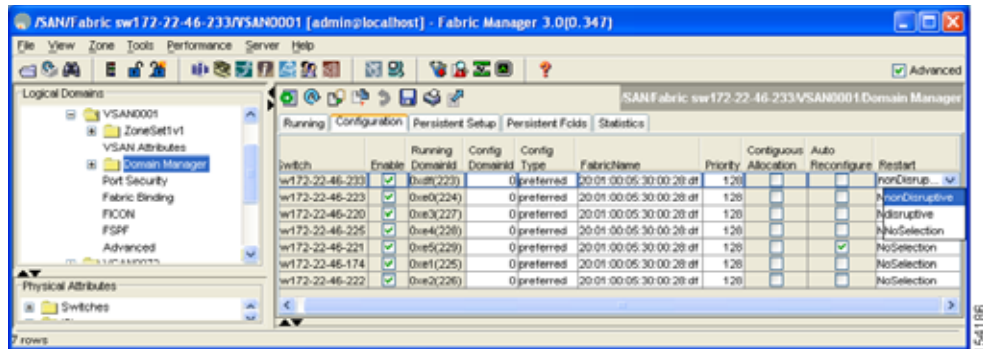 /SAN/Fabric sw172-22-46-233/VSAN0001 [admin@localhost] - Fabric Manager 3.0(0.347)
File View Zone Tools Performance Server Help
Advanced
Logical Domains
VSAN0001
ZoneSet1v1
VSAN Attributes
Domain Manager
Port Security
Fabric Binding
FICON
FSPF
Advanced
Physical Attributes
Switches
/SAN/Fabric sw172-22-46-233/VSAN0001/Domain Manager
Running Configuration Persistent Setup Persistent FcIds Statistics
Running Config Config Contiguous Auto
Switch Enable DomainId DomainId Type FabricName Priority Allocation Reconfigure Restart
w172-22-46-233 0xdf(223) 0 preferred 20:01:00:05:30:00:28:df 128 nonDisrup...
w172-22-46-223 0xe0(224) 0 preferred 20:01:00:05:30:00:28:df 128 nonDisruptive
w172-22-46-220 0xe3(227) 0 preferred 20:01:00:05:30:00:28:df 128 disruptive
w172-22-46-225 0xe4(228) 0 preferred 20:01:00:05:30:00:28:df 128 NoSelection
w172-22-46-221 0xe5(229) 0 preferred 20:01:00:05:30:00:28:df 128 NoSelection
w172-22-46-174 0xe1(225) 0 preferred 20:01:00:05:30:00:28:df 128 NoSelection
w172-22-46-222 0xe2(226) 0 preferred 20:01:00:05:30:00:28:df 128 NoSelection
7 rows
54186